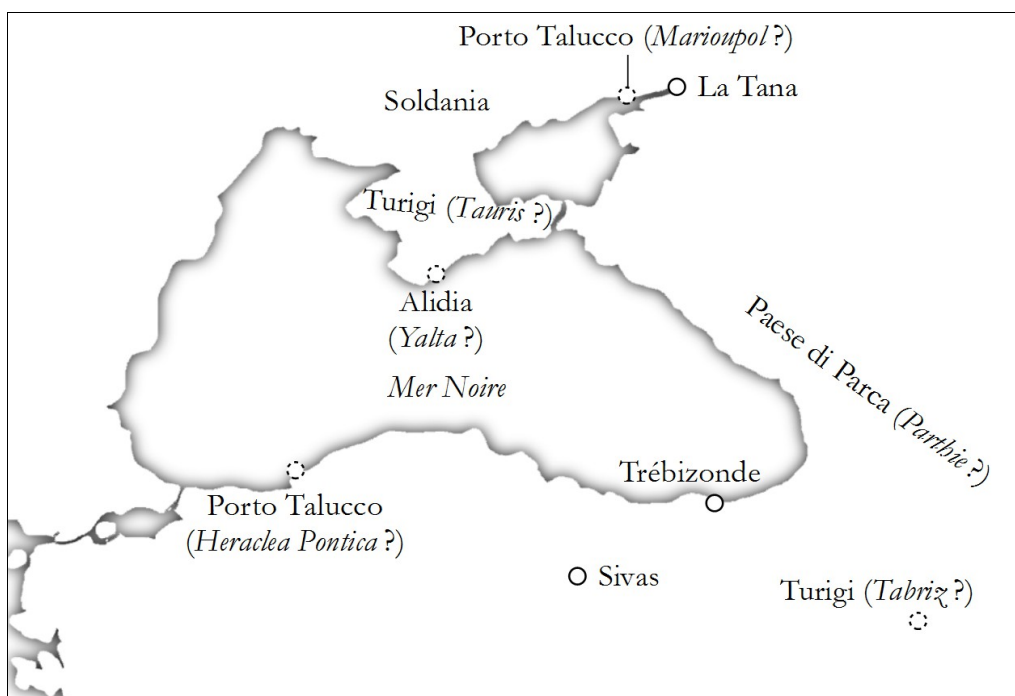 Porto Talucco (Marioupol ?)
La Tana
Soldania
Turigi (Tauris ?)
Alidia
(Yalta ?)
Paese di Parca (Parthie ?)
Mer Noire
Trébizonde
Porto Talucco
(Heraclea Pontica ?)
Sivas
Turigi (Tabriz ?)